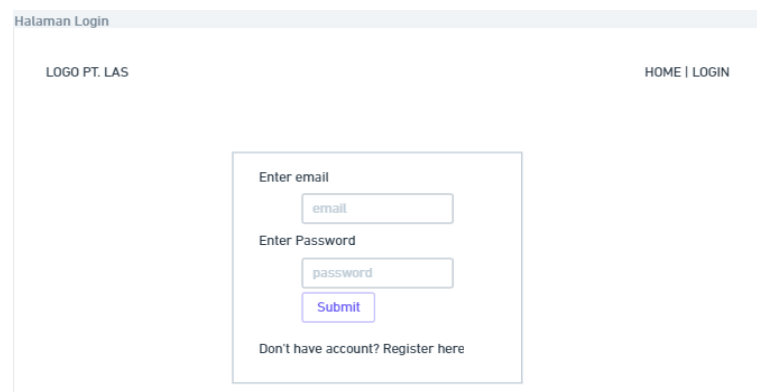 Halaman Login
LOGO PT. LAS
HOME | LOGIN
Enter email
email
Enter Password
password
Submit
Don't have account? Register here